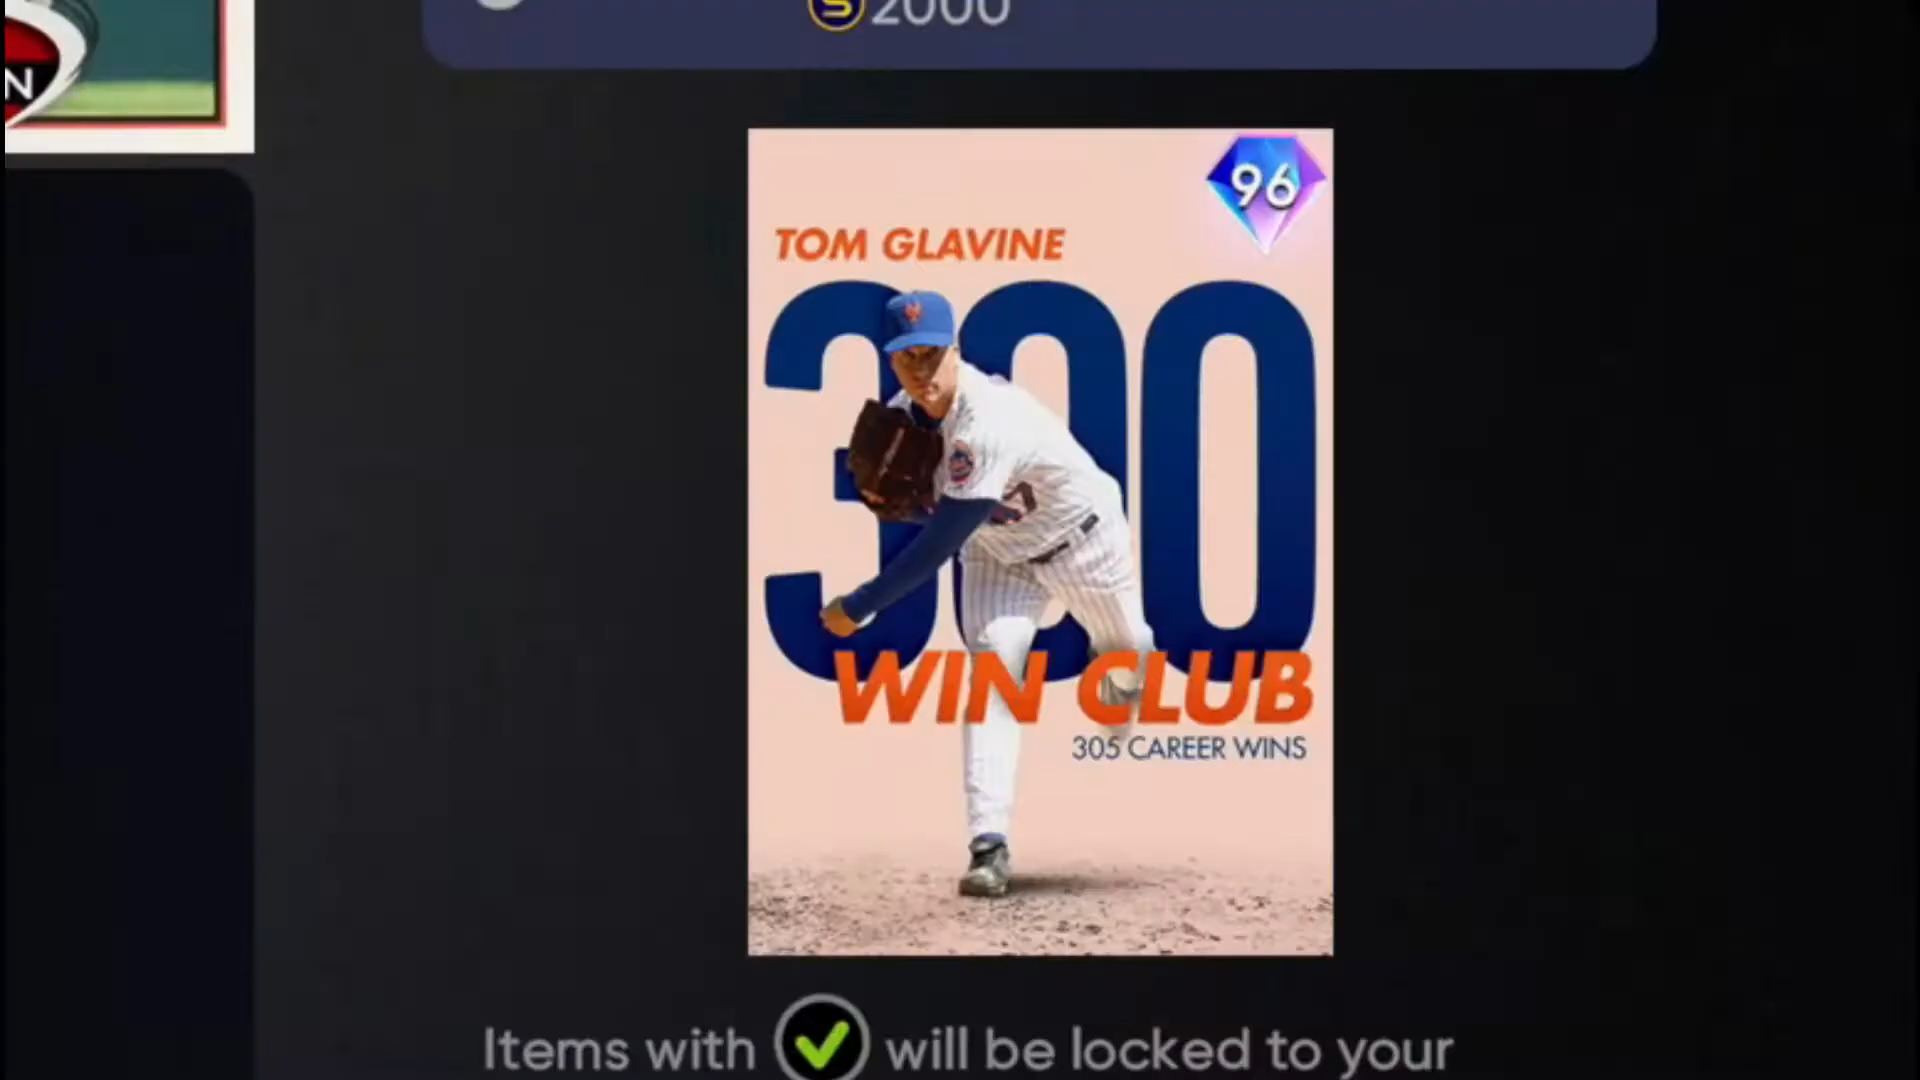 2000
N
96
TOM GLAVINE
300
WIN CLUB
305 CAREER WINS
Items with will be locked to your